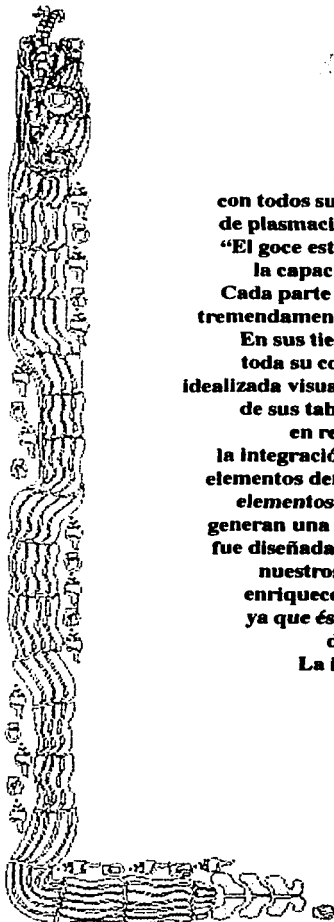 con todos su
de plasmaci
“El goce est
la capac
Cada parte
tremendamen
En sus tie
toda su co
idealizada visua
de sus tab
en re
la integració
elementos der
elementos
generan una
fue diseñada
nuestros
enriquece
ya que és
d
La i